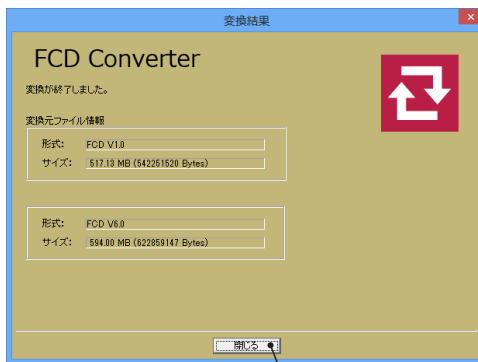 変換結果
FCD Converter
変換が終了しました。
変換元ファイル情報
形式: FCD V1.0
サイズ: 517.13 MB (542251520 Bytes)
形式: FCD V6.0
サイズ: 594.00 MB (622859147 Bytes)
閉じる